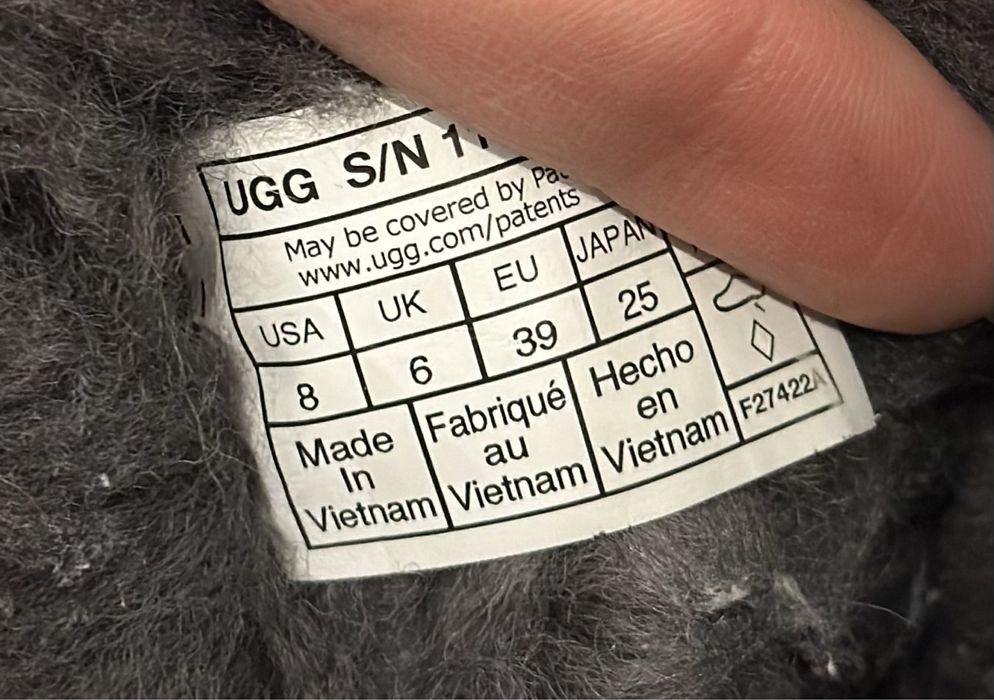 UGG S/N 11
May be covered by
www.ugg.com/patents
USA UK EU JAPAN
8 6 39 25
Made
In
Vietnam
Fabriqué
au
Vietnam
Hecho
en
Vietnam
F27422A